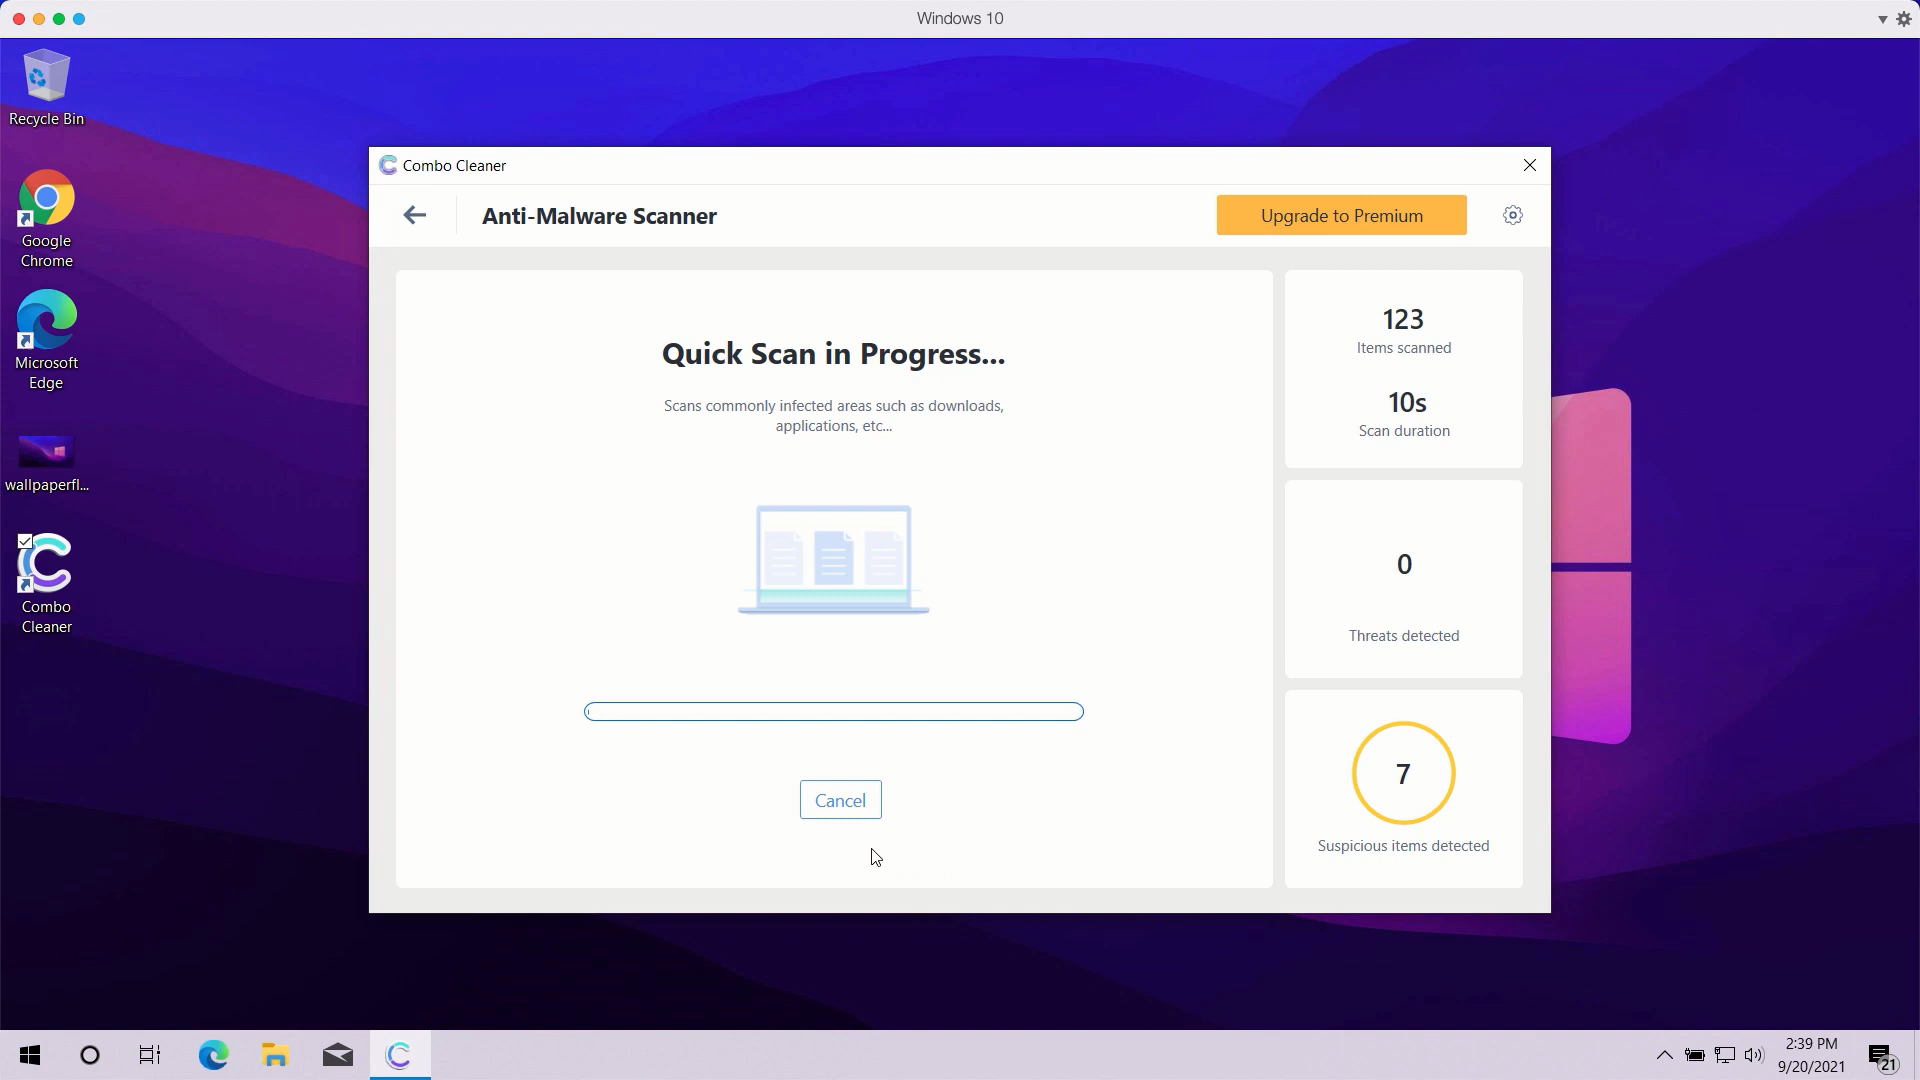 Windows 10
Recycle Bin
Google
Chrome
Microsoft
Edge
wallpaperfl...
Combo
Cleaner
Combo Cleaner
Anti-Malware Scanner
Upgrade to Premium
Quick Scan in Progress...
Scans commonly infected areas such as downloads,
applications, etc...
Cancel
123
Items scanned
10s
Scan duration
0
Threats detected
7
Suspicious items detected
2:39 PM
9/20/2021
21